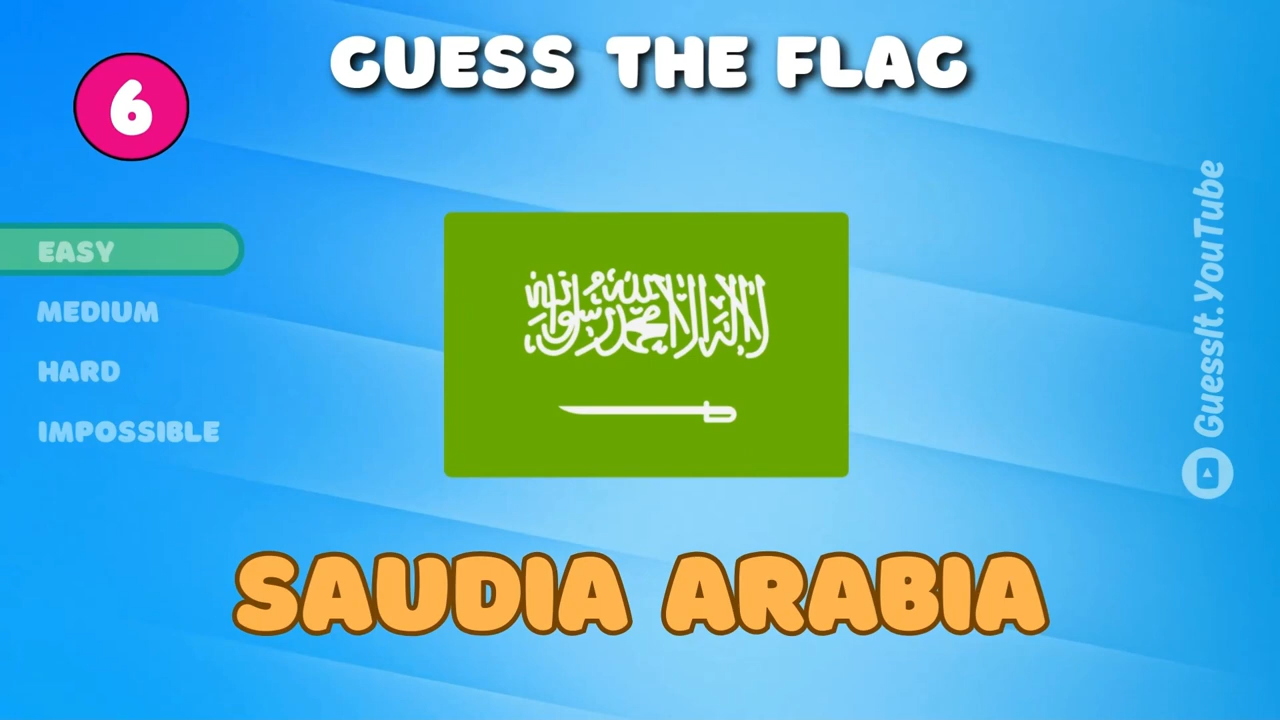 GUESS THE FLAG
6
EASY
MEDIUM
HARD
IMPOSSIBLE
لا إله إلا الله محمد رسول الله
SAUDIA ARABIA
GuessIt.YouTube